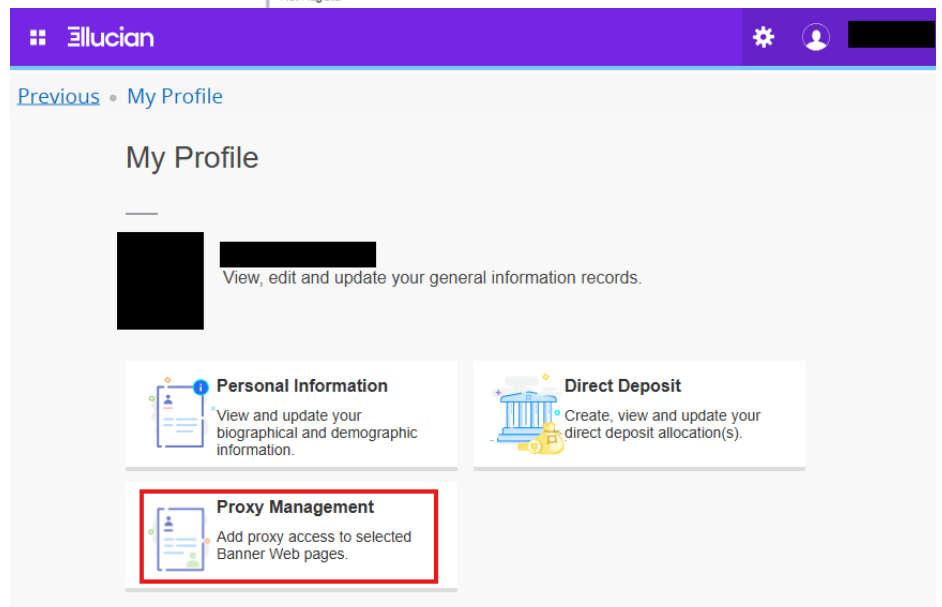 Ellucian
Previous • My Profile
My Profile
View, edit and update your general information records.
Personal Information
View and update your
biographical and demographic
information.
Direct Deposit
Create, view and update your
direct deposit allocation(s).
Proxy Management
Add proxy access to selected
Banner Web pages.